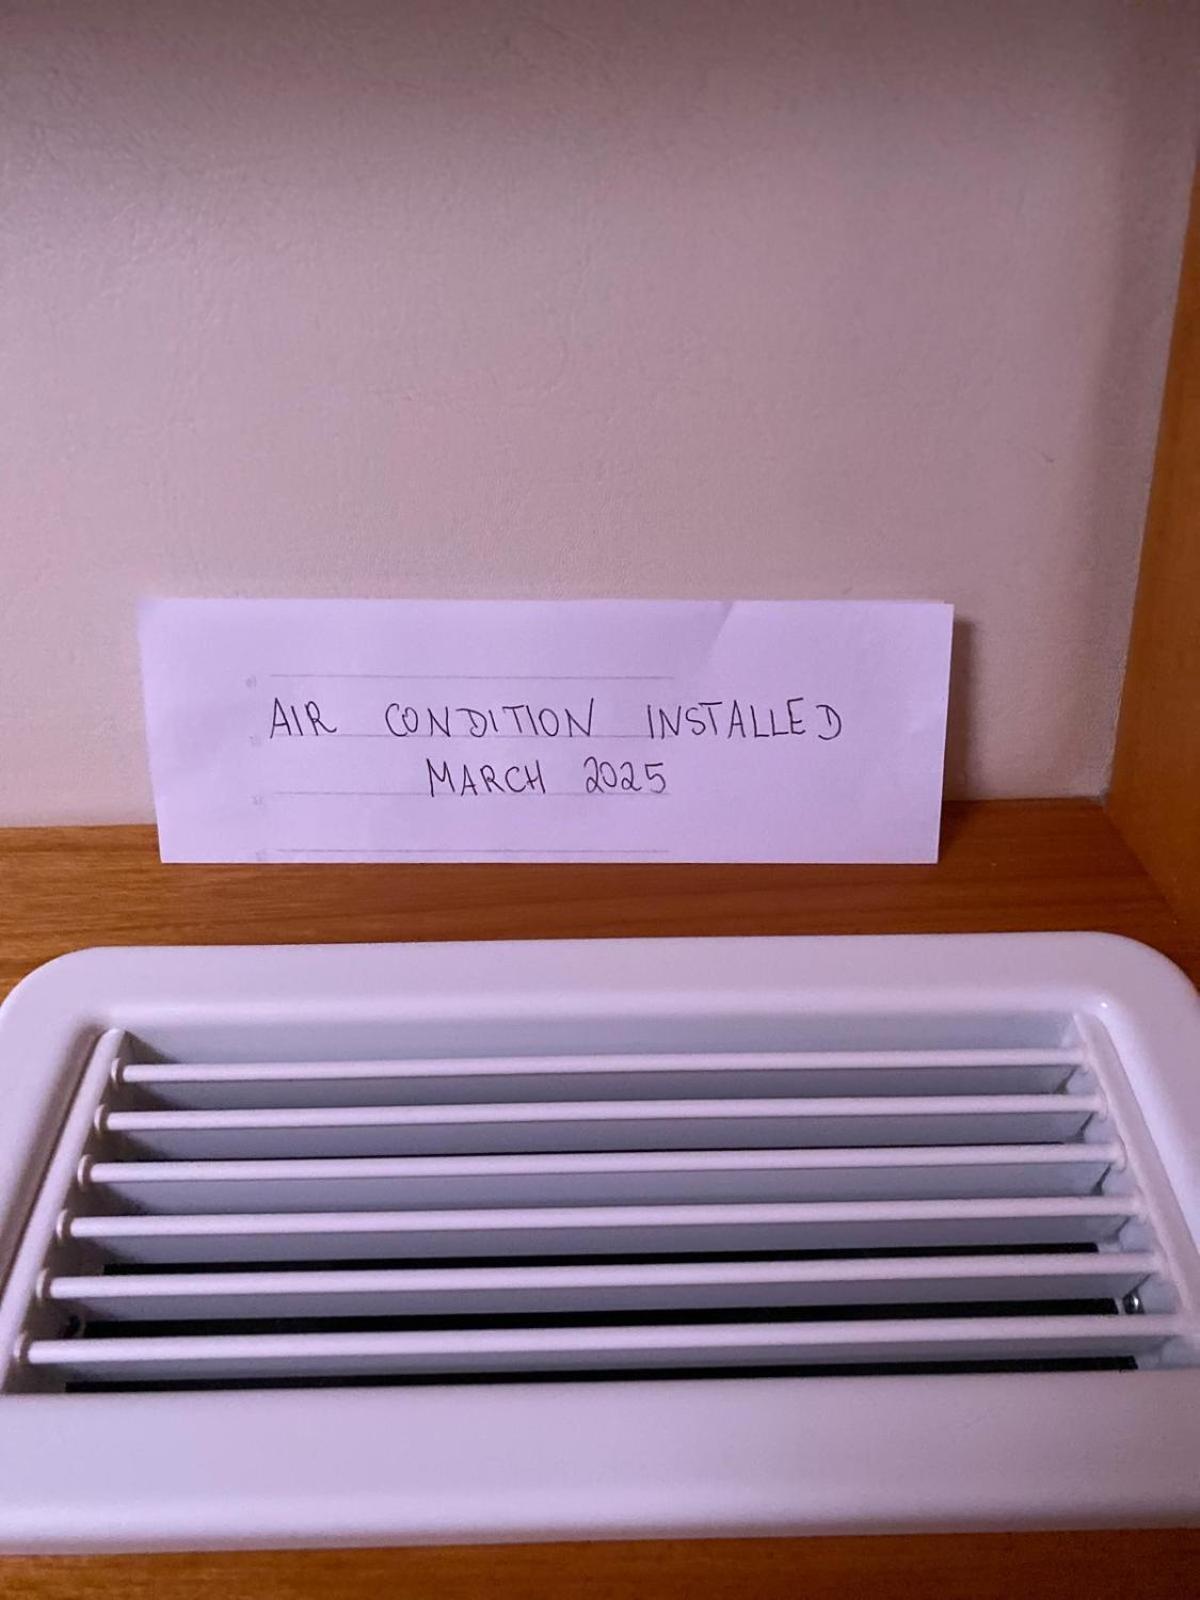 AIR CONDITION INSTALLED
MARCH 2025